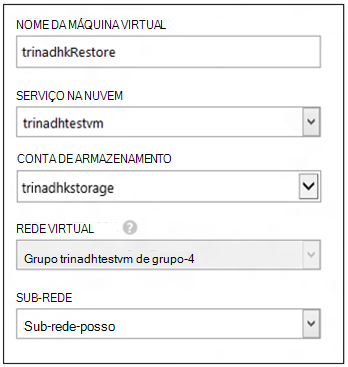 NOME DA MÁQUINA VIRTUAL
trinadhkRestore
SERVIÇO NA NUVEM
trinadhtestvm
CONTA DE ARMAZENAMENTO
trinadhkstorage
REDE VIRTUAL ?
Grupo trinadhtestvm de grupo-4
SUB-REDE
Sub-rede-posso